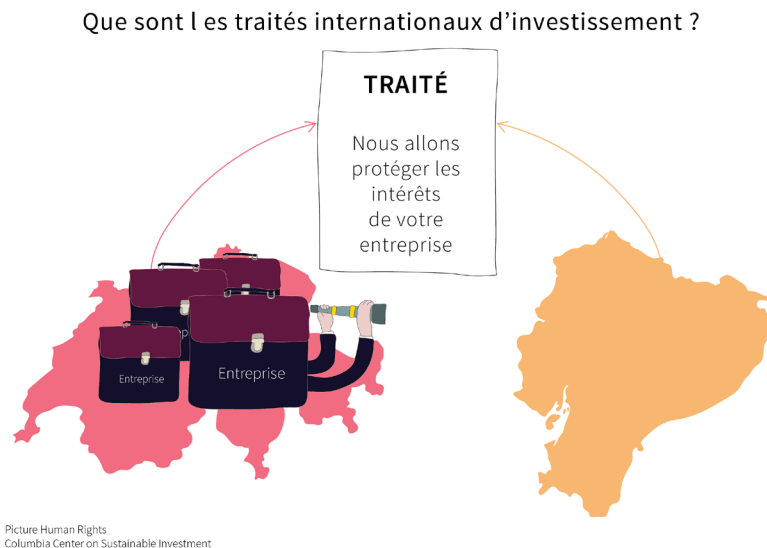 Que sont l es traités internationaux d’investissement ?
TRAITÉ
Nous allons
protéger les
intérêts
de votre
entreprise
Entreprise
Entreprise
Picture Human Rights
Columbia Center on Sustainable Investment